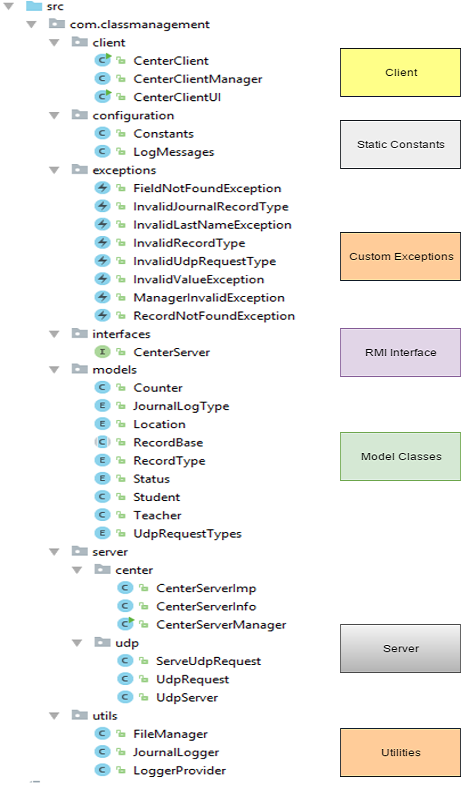 src
com.classmanagement
client
CenterClient
Client
CenterClientManager
CenterClientUI
configuration
Constants
Static Constants
LogMessages
exceptions
FieldNotFoundException
InvalidJournalRecordType
InvalidLastNameException
InvalidRecordType
Custom Exceptions
InvalidUdpRequestType
InvalidValueException
ManagerInvalidException
RecordNotFoundException
interfaces
CenterServer
RMI Interface
models
Counter
JournalLogType
Location
RecordBase
Model Classes
RecordType
Status
Student
Teacher
UdpRequestTypes
server
center
CenterServerImp
CenterServerInfo
CenterServerManager
udp
Server
ServeUdpRequest
UdpRequest
UdpServer
utils
FileManager
JournalLogger
Utilities
LoggerProvider